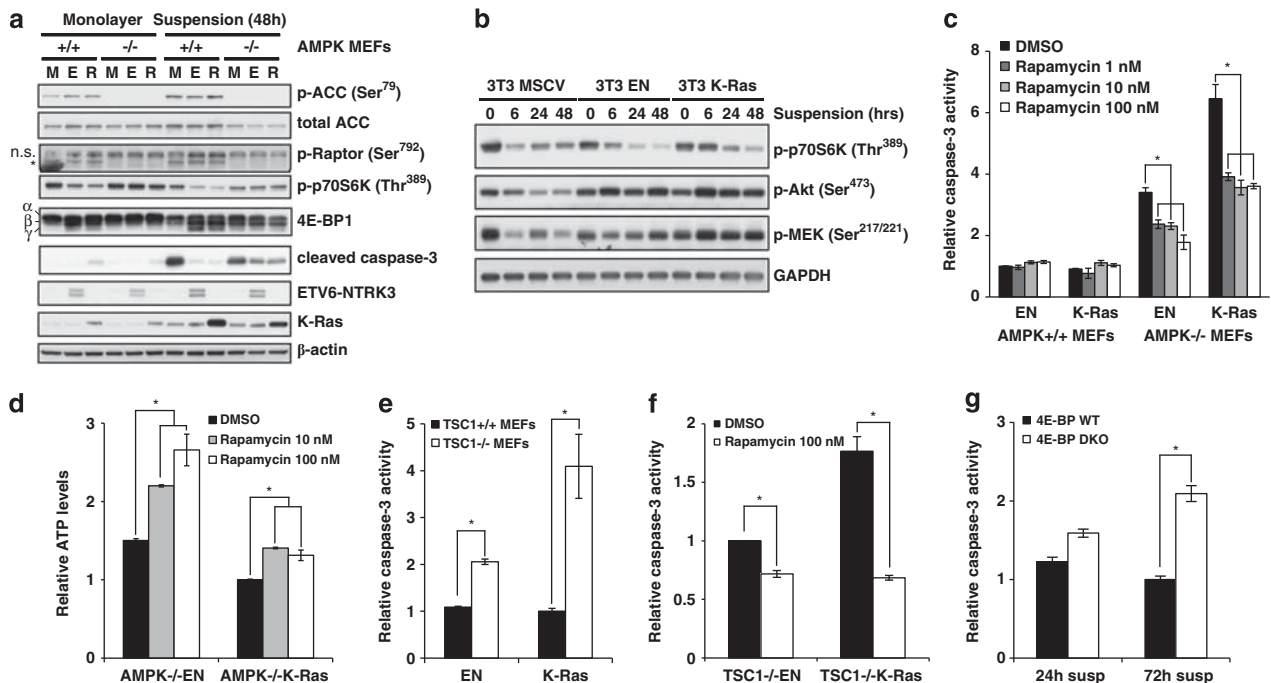 a
Monolayer Suspension (48h)
+/+ -/- +/+ -/- AMPK MEFs
M E R M E R M E R M E R
p-ACC (Ser79)
total ACC
n.s.
*
p-Raptor (Ser792)
p-p70S6K (Thr389)
α
β
γ
4E-BP1
cleaved caspase-3
ETV6-NTRK3
K-Ras
β-actin
b
3T3 MSCV 3T3 EN 3T3 K-Ras
0 6 24 48 0 6 24 48 0 6 24 48 Suspension (hrs)
p-p70S6K (Thr389)
p-Akt (Ser473)
p-MEK (Ser217/221)
GAPDH
c
Relative caspase-3 activity
8
6
4
2
0
DMSO
Rapamycin 1 nM
Rapamycin 10 nM
Rapamycin 100 nM
*
*
EN K-Ras EN K-Ras
AMPK+/+ MEFs AMPK-/- MEFs
d
Relative ATP levels
3
2
1
0
DMSO
Rapamycin 10 nM
Rapamycin 100 nM
*
*
AMPK-/-EN AMPK-/-K-Ras
e
Relative caspase-3 activity
5
4
3
2
1
0
TSC1+/+ MEFs
TSC1-/- MEFs
*
*
EN K-Ras
f
Relative caspase-3 activity
2
1.5
1
0.5
0
DMSO
Rapamycin 100 nM
*
*
TSC1-/-EN TSC1-/-K-Ras
g
Relative caspase-3 activity
3
2
1
0
4E-BP WT
4E-BP DKO
*
24h susp 72h susp